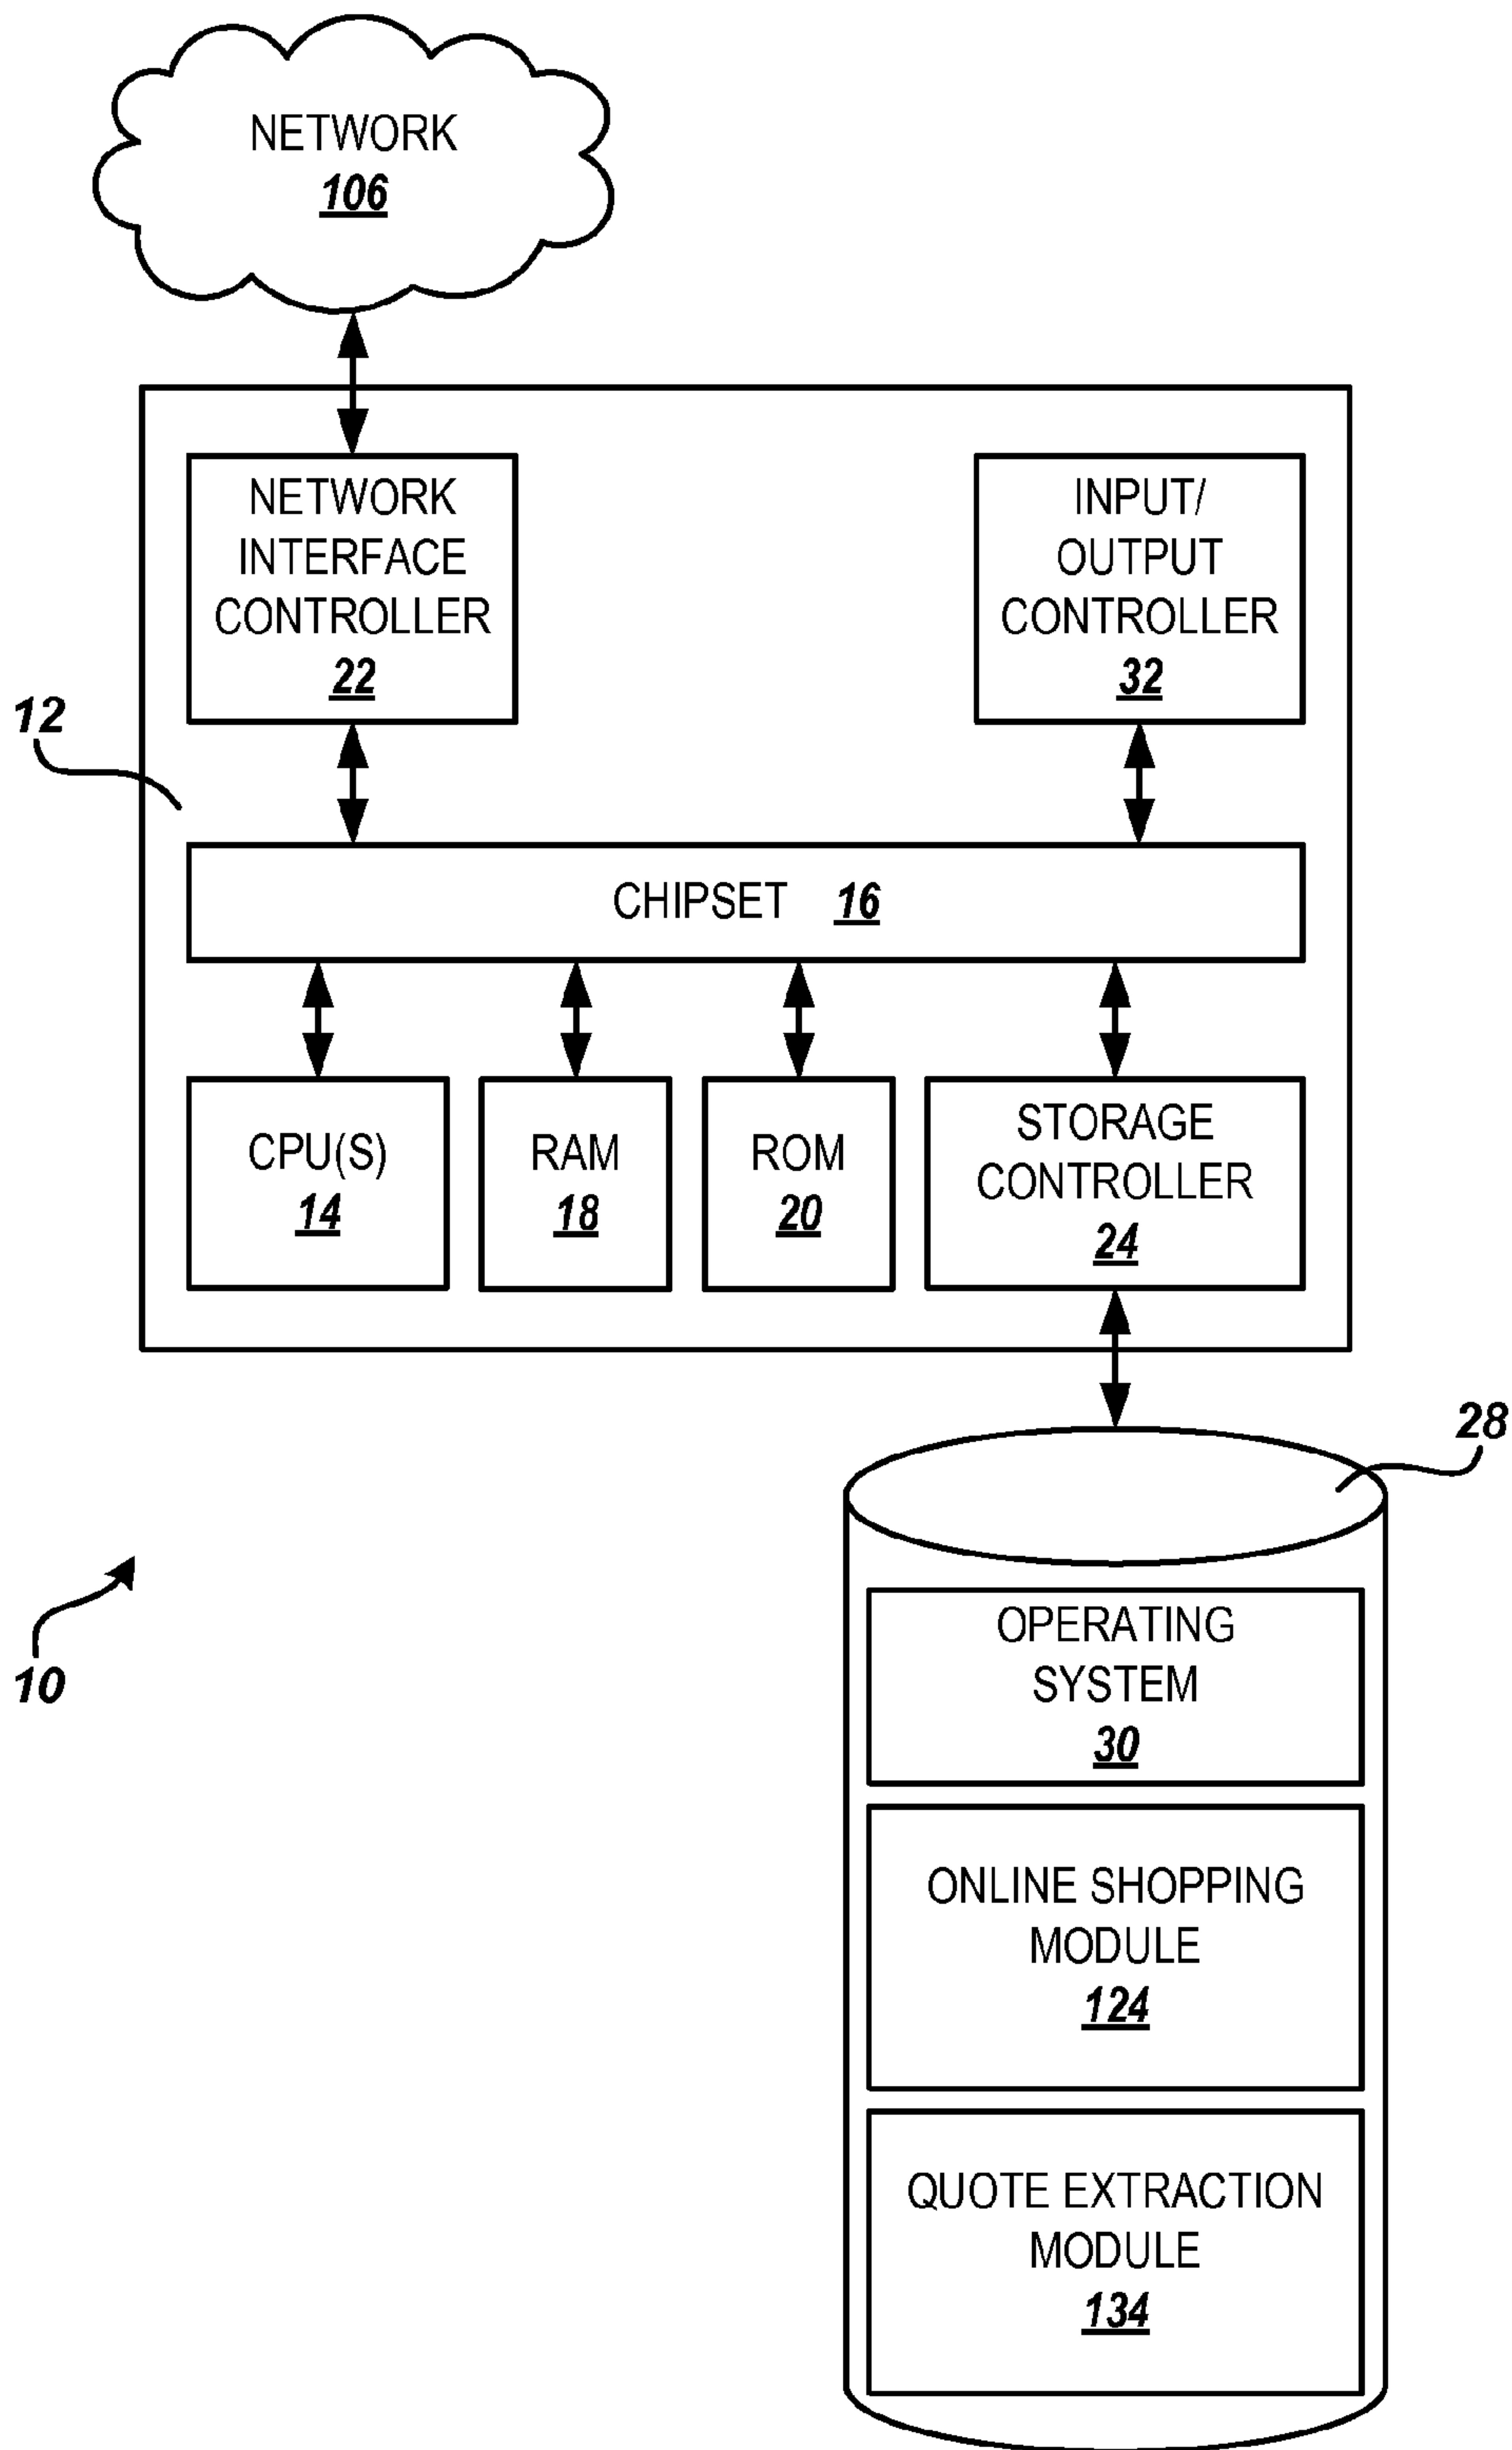 NETWORK
106
NETWORK
INTERFACE
CONTROLLER
22
INPUT/
OUTPUT
CONTROLLER
32
12
CHIPSET 16
CPU(S)
14
RAM
18
ROM
20
STORAGE
CONTROLLER
24
28
10
OPERATING
SYSTEM
30
ONLINE SHOPPING
MODULE
124
QUOTE EXTRACTION
MODULE
134